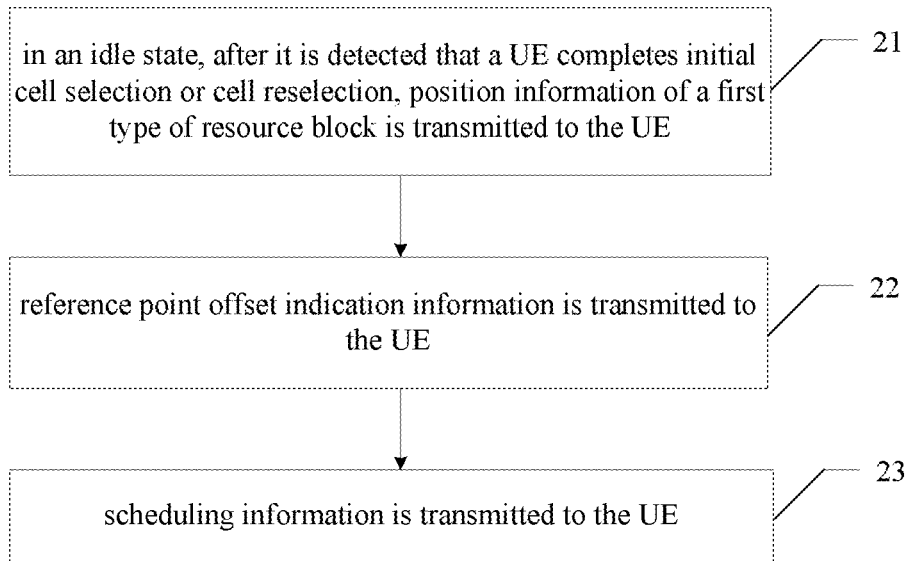 in an idle state, after it is detected that a UE completes initial
cell selection or cell reselection, position information of a first
type of resource block is transmitted to the UE
21
reference point offset indication information is transmitted to
the UE
22
scheduling information is transmitted to the UE
23